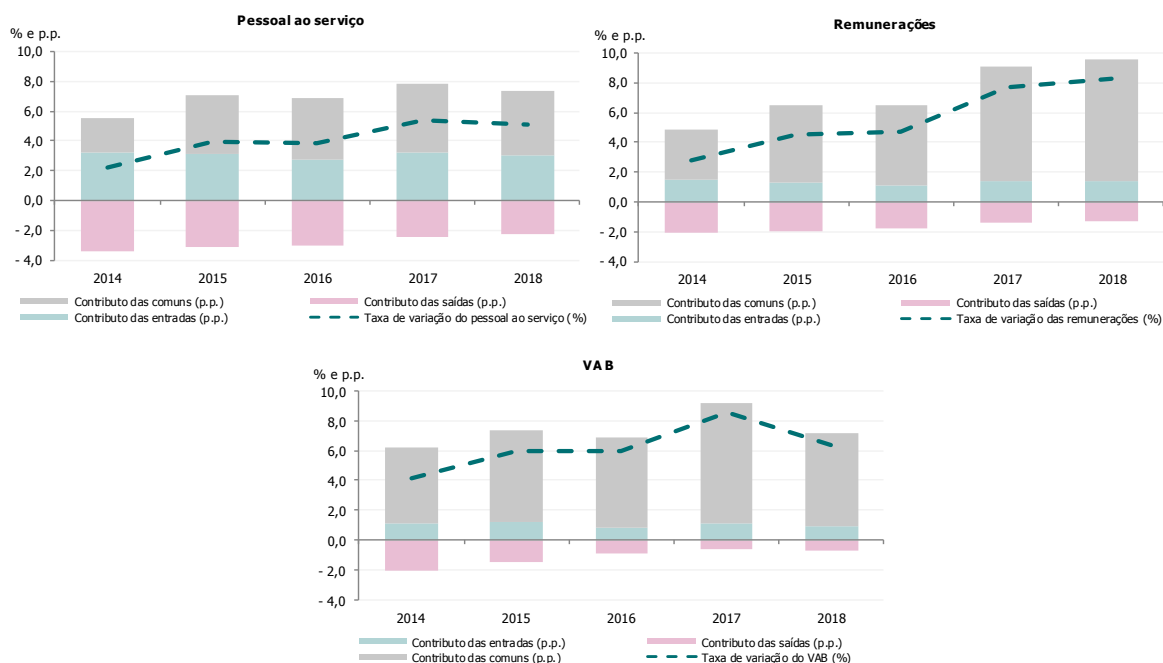 Pessoal ao serviço
% e p.p.
10,0
8,0
6,0
4,0
2,0
0,0
- 2,0
- 4,0
2014 2015 2016 2017 2018
Contributo das comuns (p.p.) Contributo das saídas (p.p.)
Contributo das entradas (p.p.) Taxa de variação do pessoal ao serviço (%)
Remunerações
% e p.p.
10,0
8,0
6,0
4,0
2,0
0,0
- 2,0
- 4,0
2014 2015 2016 2017 2018
Contributo das comuns (p.p.) Contributo das saídas (p.p.)
Contributo das entradas (p.p.) Taxa de variação das remunerações (%)
VAB
% e p.p.
10,0
8,0
6,0
4,0
2,0
0,0
- 2,0
- 4,0
2014 2015 2016 2017 2018
Contributo das entradas (p.p.) Contributo das saídas (p.p.)
Contributo das comuns (p.p.) Taxa de variação do VAB (%)